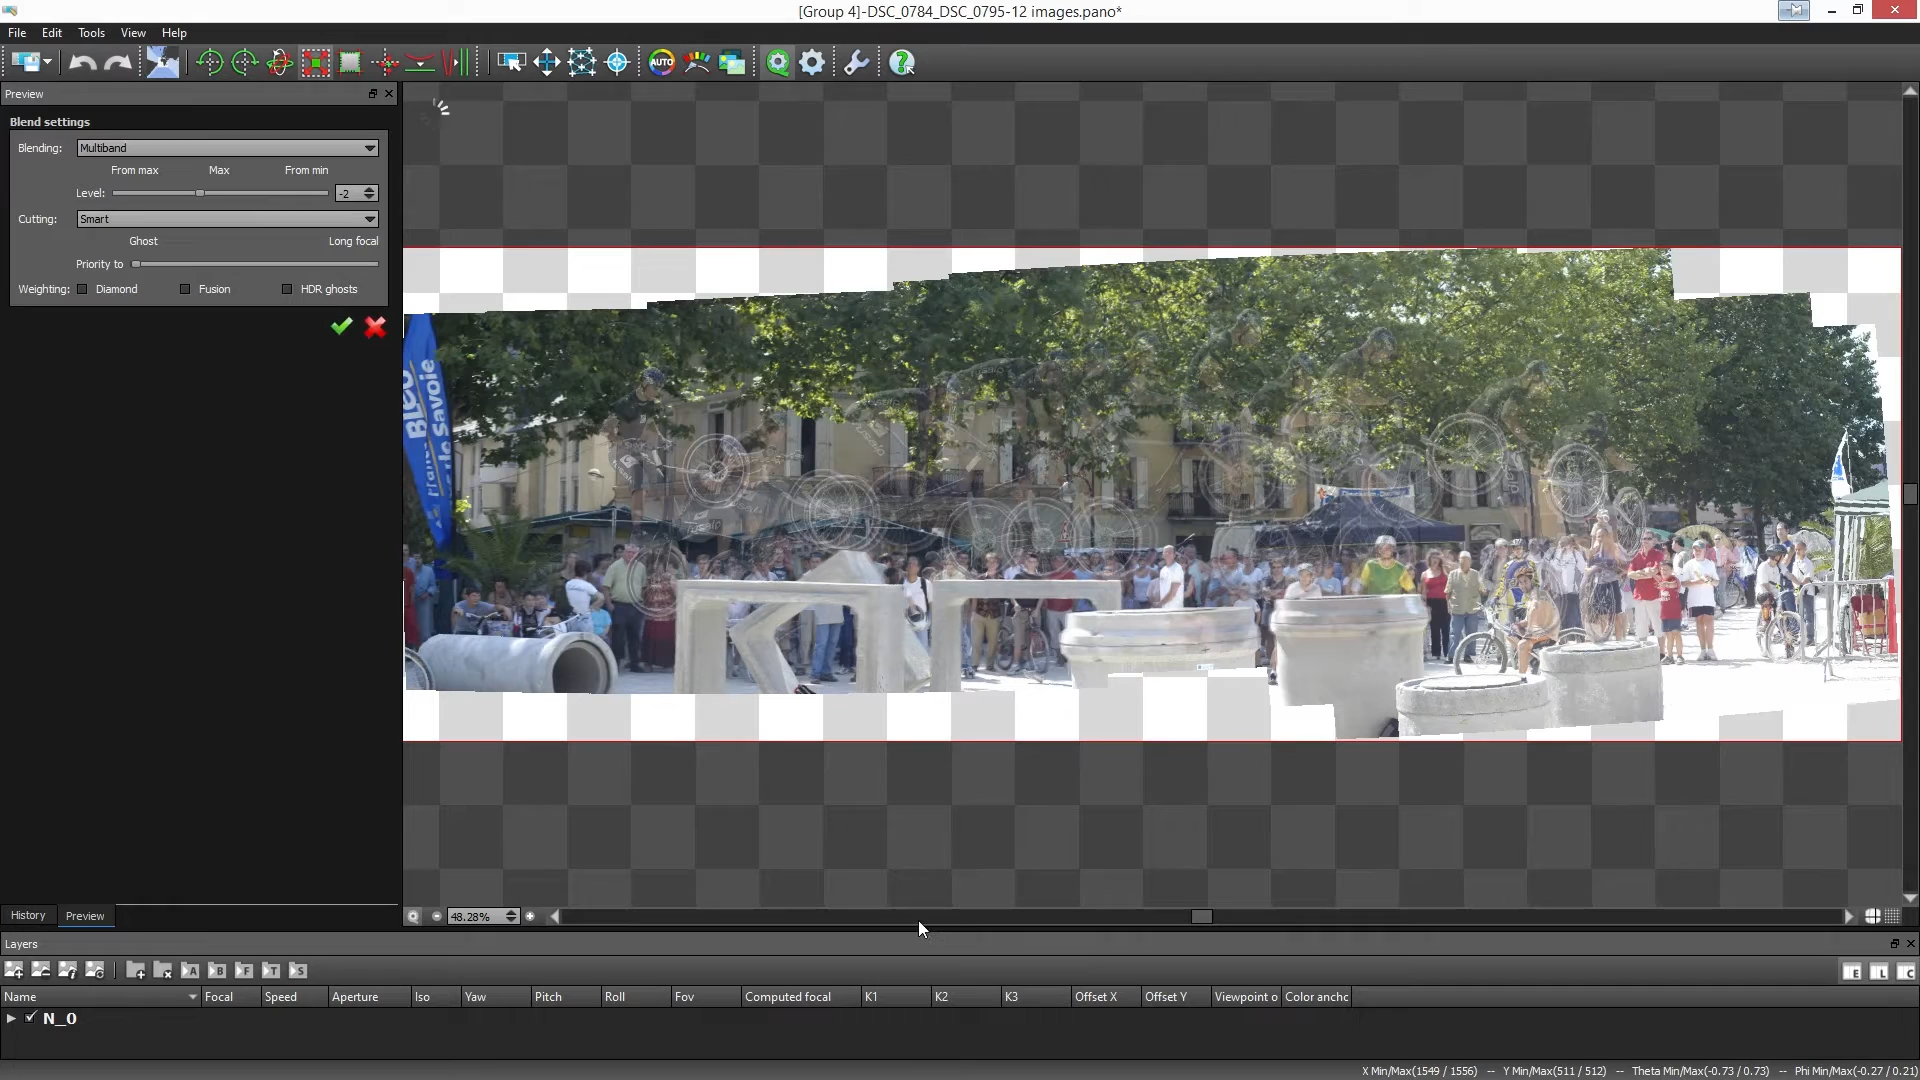 [Group 4]-DSC_0784_DSC_0795-12 images.pano*
File Edit Tools View Help
AUTO
Preview
Blend settings
Blending: Multiband
From max Max From min
Level: -2
Cutting: Smart
Ghost Long focal
Priority to
Weighting: Diamond Fusion HDR ghosts
History Preview
48.28%
Layers
A B F T S
E L C
Name Focal Speed Aperture Iso Yaw Pitch Roll Fov Computed focal K1 K2 K3 Offset X Offset Y Viewpoint o Color anchc
N_0
X Min/Max(1549 / 1556) -- Y Min/Max(511 / 512) -- Theta Min/Max(-0.73 / 0.73) -- Phi Min/Max(-0.27 / 0.21)